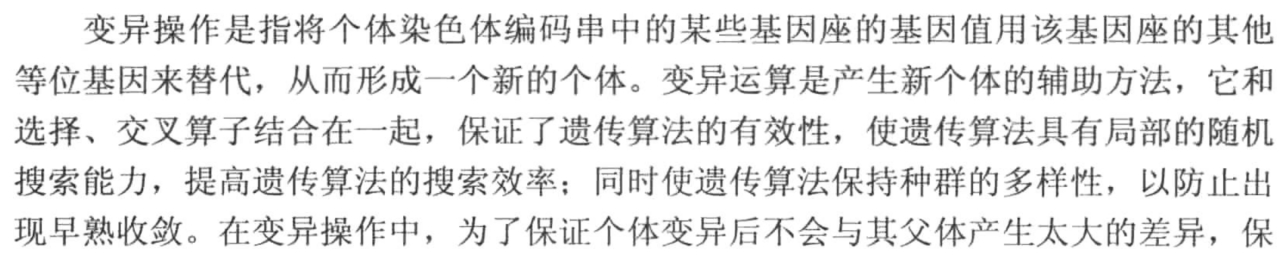 变异操作是指将个体染色体编码串中的某些基因座的基因值用该基因座的其他
等位基因来替代，从而形成一个新的个体。变异运算是产生新个体的辅助方法，它和
选择、交叉算子结合在一起，保证了遗传算法的有效性，使遗传算法具有局部的随机
搜索能力，提高遗传算法的搜索效率；同时使遗传算法保持种群的多样性，以防止出
现早熟收敛。在变异操作中，为了保证个体变异后不会与其父体产生太大的差异，保